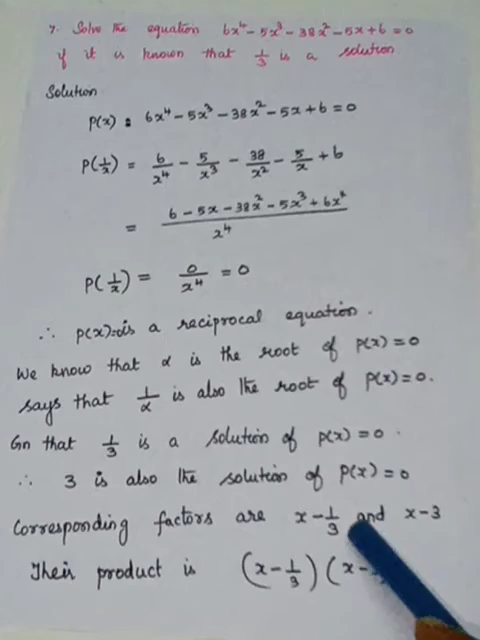 7. Solve the equation 6x⁴ - 5x³ - 38x² - 5x + 6 = 0
if it is known that 1/3 is a solution
Solution
P(x) : 6x⁴ - 5x³ - 38x² - 5x + 6 = 0
P(1/x) = 6/x⁴ - 5/x³ - 38/x² - 5/x + 6
= (6 - 5x - 38x² - 5x³ + 6x⁴)/x⁴
P(1/x) = 0/x⁴ = 0
∴ P(x)=0 is a reciprocal equation.
We know that α is the root of P(x) = 0
says that 1/α is also the root of P(x) = 0.
Gn that 1/3 is a solution of P(x) = 0.
∴ 3 is also the solution of P(x) = 0
Corresponding factors are x - 1/3 and x - 3
Their product is (x - 1/3)(x -